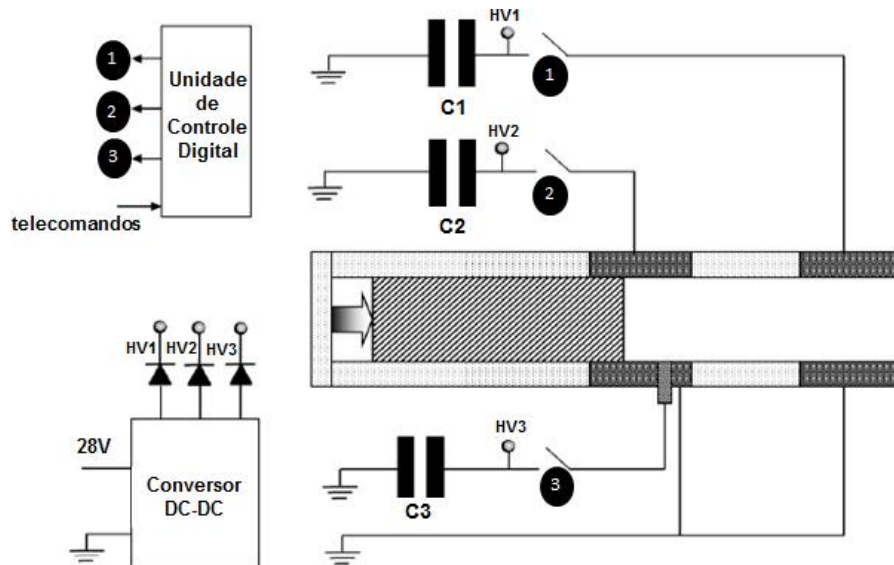 1
2
3
Unidade
de
Controle
Digital
telecomandos
HV1
1
C1
HV2
2
C2
HV1
HV2
HV3
28V
Conversor
DC-DC
HV3
3
C3